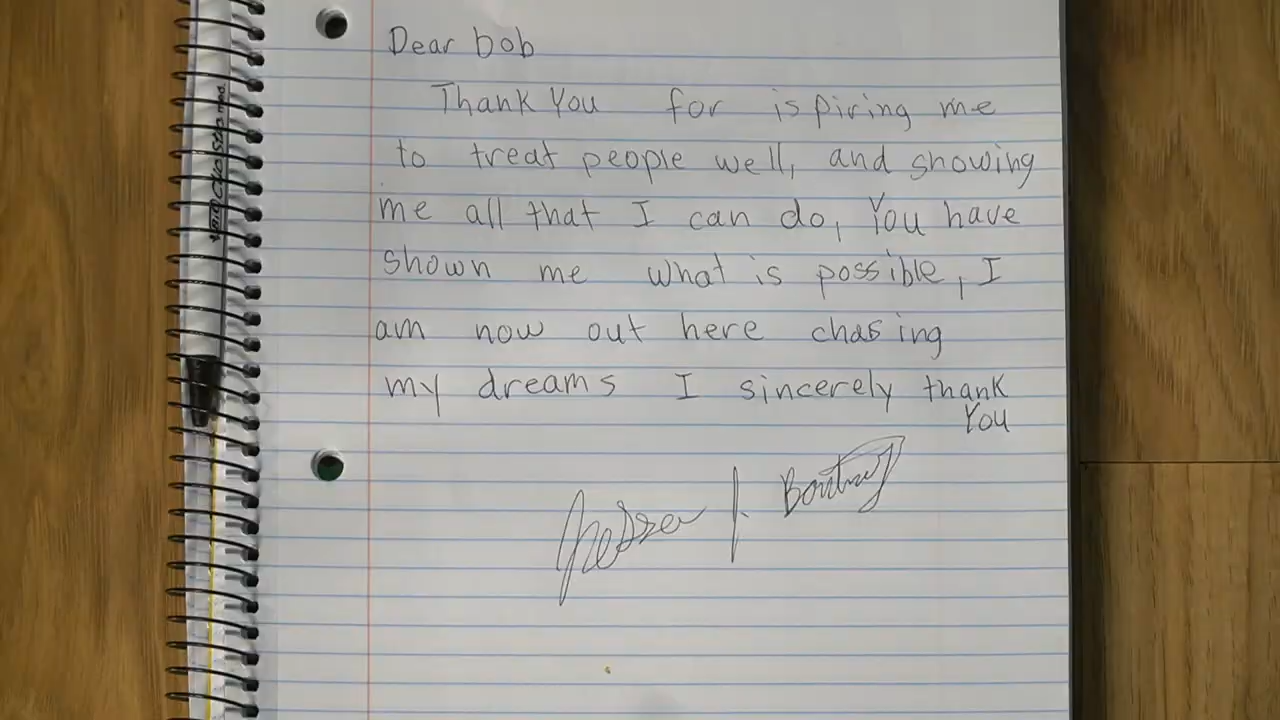 Dear bob
Thank You for ispiring me
to treat people well, and showing
me all that I can do, You have
shown me what is possible, I
am now out here chasing
my dreams I sincerely thank
You